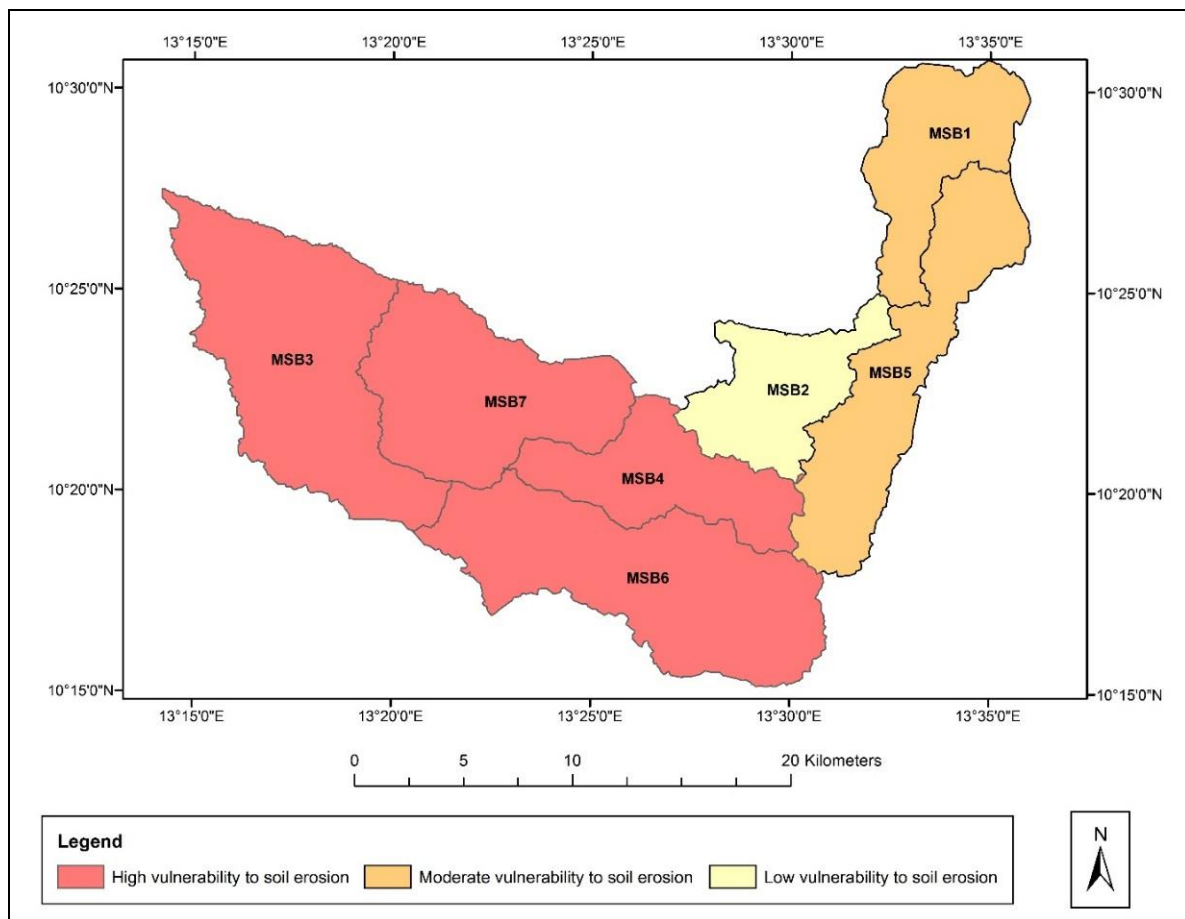 13°15'0"E 13°20'0"E 13°25'0"E 13°30'0"E 13°35'0"E
10°30'0"N 10°30'0"N
MSB1
10°25'0"N 10°25'0"N
MSB3
MSB5
MSB2
MSB7
MSB4
10°20'0"N 10°20'0"N
MSB6
10°15'0"N 10°15'0"N
13°15'0"E 13°20'0"E 13°25'0"E 13°30'0"E 13°35'0"E
0 5 10 20 Kilometers
Legend
High vulnerability to soil erosion Moderate vulnerability to soil erosion Low vulnerability to soil erosion
N